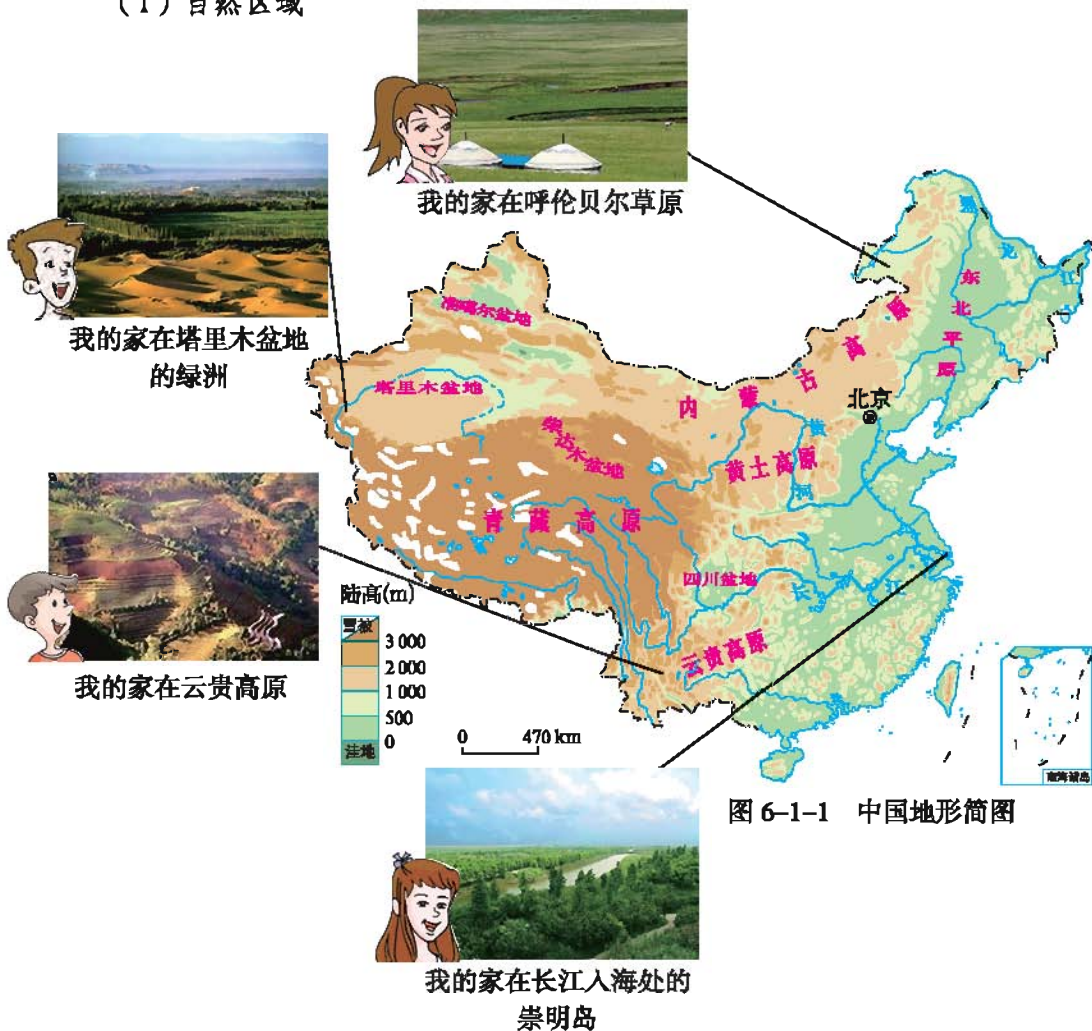 （1）自然区域
我的家在呼伦贝尔草原
我的家在塔里木盆地
的绿洲
我的家在云贵高原
我的家在长江入海处的
崇明岛
准噶尔盆地
塔里木盆地
柴达木盆地
青藏高原
内蒙古高原
黄土高原
东北平原
四川盆地
云贵高原
黑龙江
黄河
长江
北京
陆高(m)
雪被
3 000
2 000
1 000
500
0
洼地
0 470 km
南海诸岛
图 6–1–1 中国地形简图